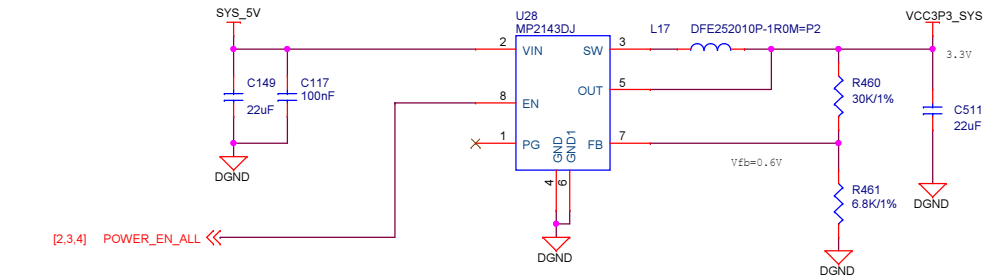 SYS_5V
U28
MP2143DJ
L17 DFE252010P-1R0M=P2
VCC3P3_SYS
2 VIN
SW 3
3.3V
C149
22uF
C117
100nF
OUT 5
R460
30K/1%
8 EN
C511
22uF
1 PG
GND
GND1
FB 7
Vfb=0.6V
4
6
DGND
R461
6.8K/1%
DGND
[2,3,4] POWER_EN_ALL
DGND
DGND